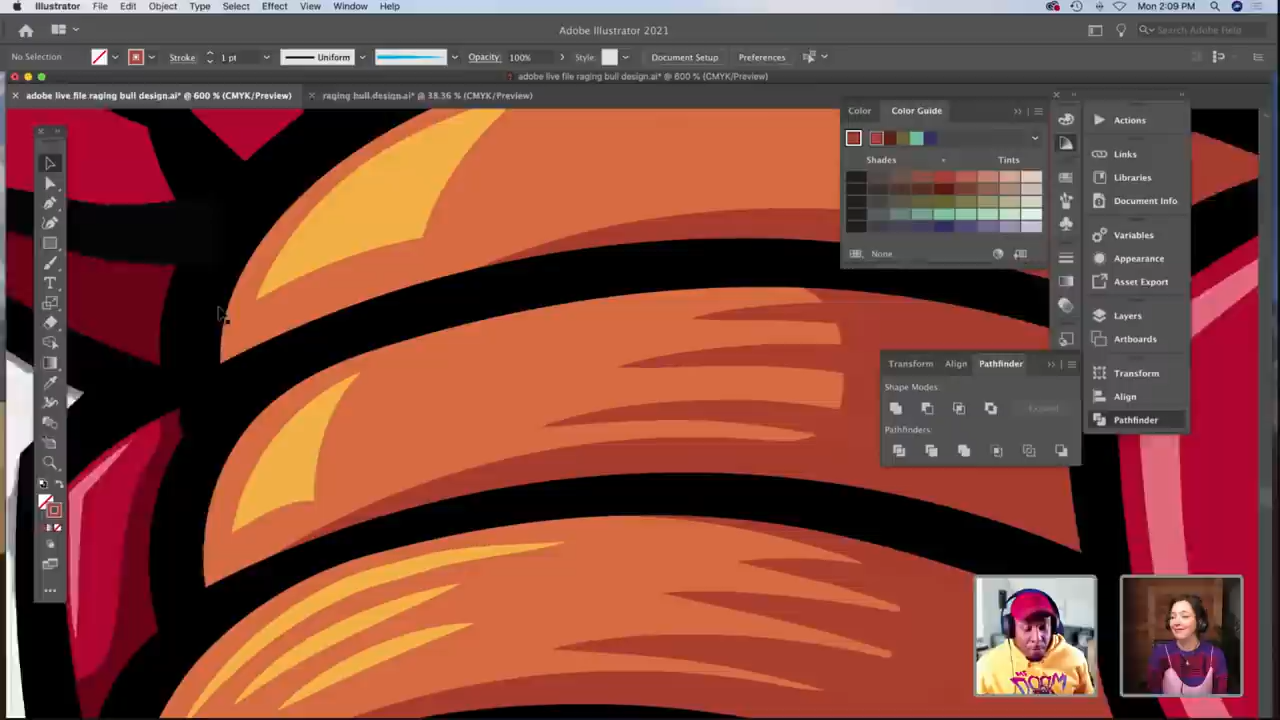 Illustrator File Edit Object Type Select Effect View Window Help
Mon 2:09 PM
Adobe Illustrator 2021
Search Adobe Help
No Selection Stroke 1 pt Uniform Opacity: 100% Style: Document Setup Preferences
adobe live file raging bull design.ai* @ 600 % (CMYK/Preview)
adobe live file raging bull design.ai* @ 600 % (CMYK/Preview)
raging bull.design.ai* @ 38.36 % (CMYK/Preview)
Color Color Guide
Shades Tints
None
Actions
Links
Libraries
Document Info
Variables
Appearance
Asset Export
Layers
Artboards
Transform
Align
Pathfinder
Transform Align Pathfinder
Shape Modes:
Expand
Pathfinders:
DOOM